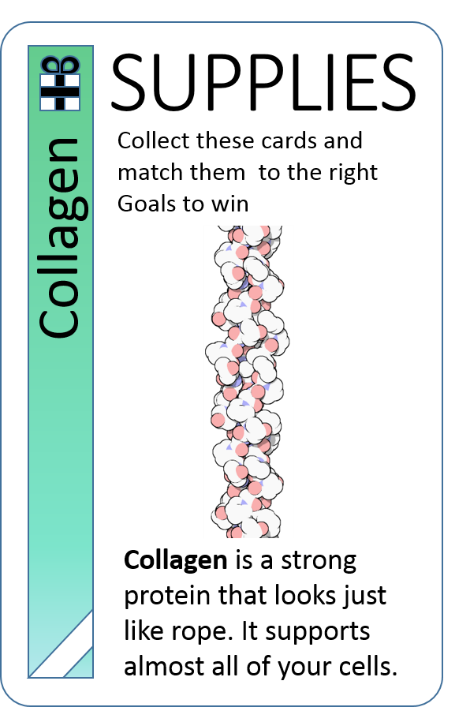 SUPPLIES
Collagen
Collect these cards and
match them  to the right
Goals to win
Collagen is a strong
protein that looks just
like rope. It supports
almost all of your cells.